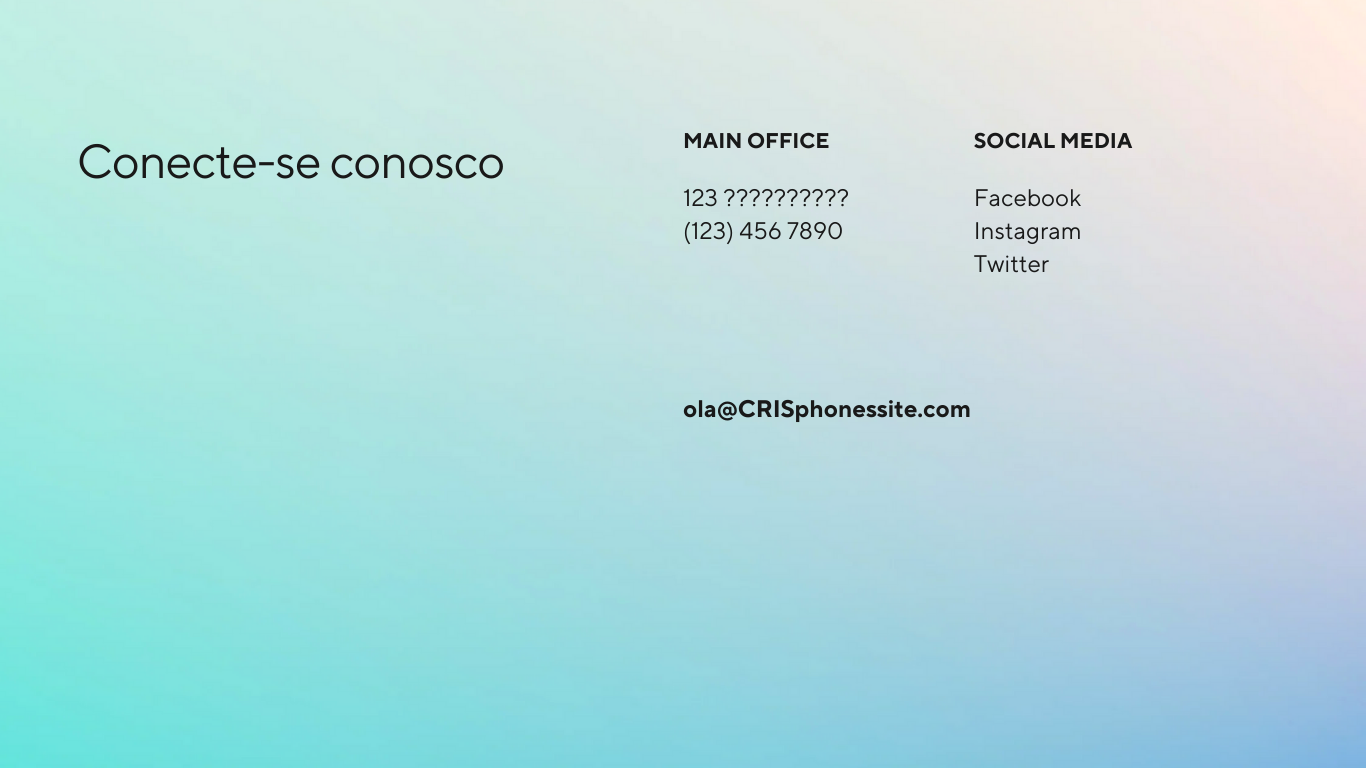 Conecte-se conosco
MAIN OFFICE
123 ??????????
(123) 456 7890
SOCIAL MEDIA
Facebook
Instagram
Twitter
ola@CRISphonessite.com